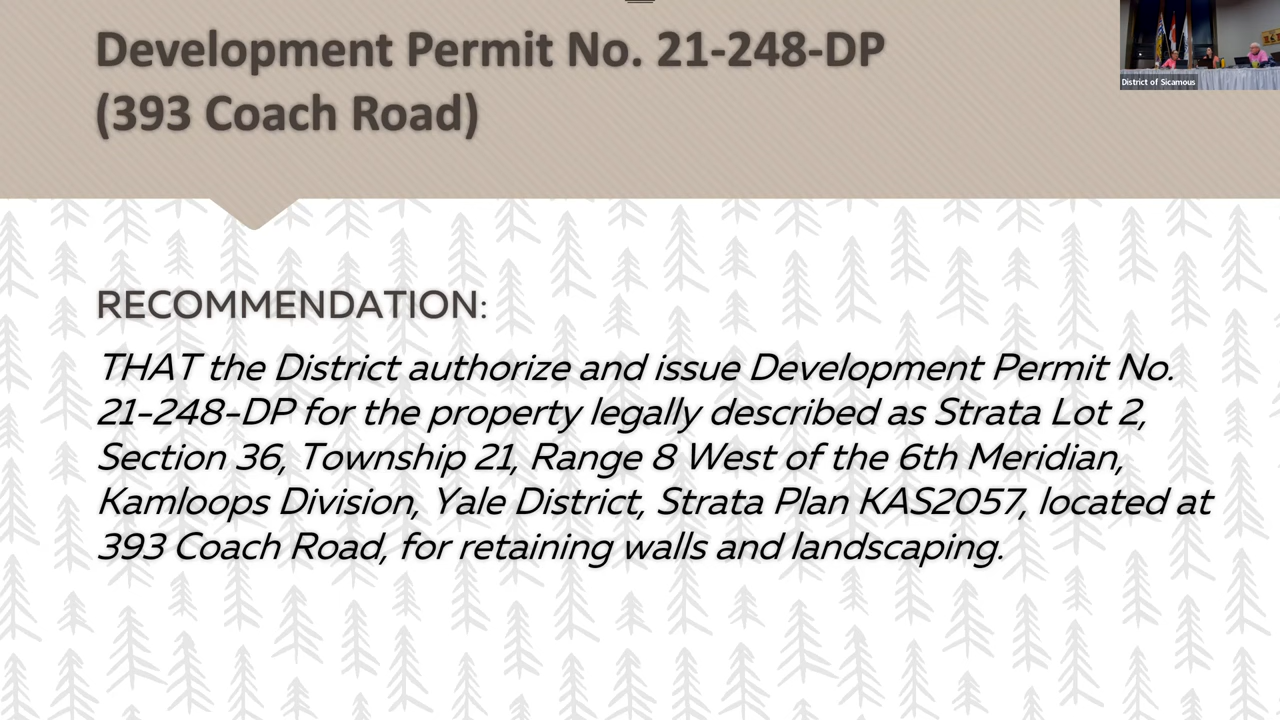 Development Permit No. 21-248-DP
(393 Coach Road)
District of Sicamous
RECOMMENDATION:
THAT the District authorize and issue Development Permit No.
21-248-DP for the property legally described as Strata Lot 2,
Section 36, Township 21, Range 8 West of the 6th Meridian,
Kamloops Division, Yale District, Strata Plan KAS2057, located at
393 Coach Road, for retaining walls and landscaping.